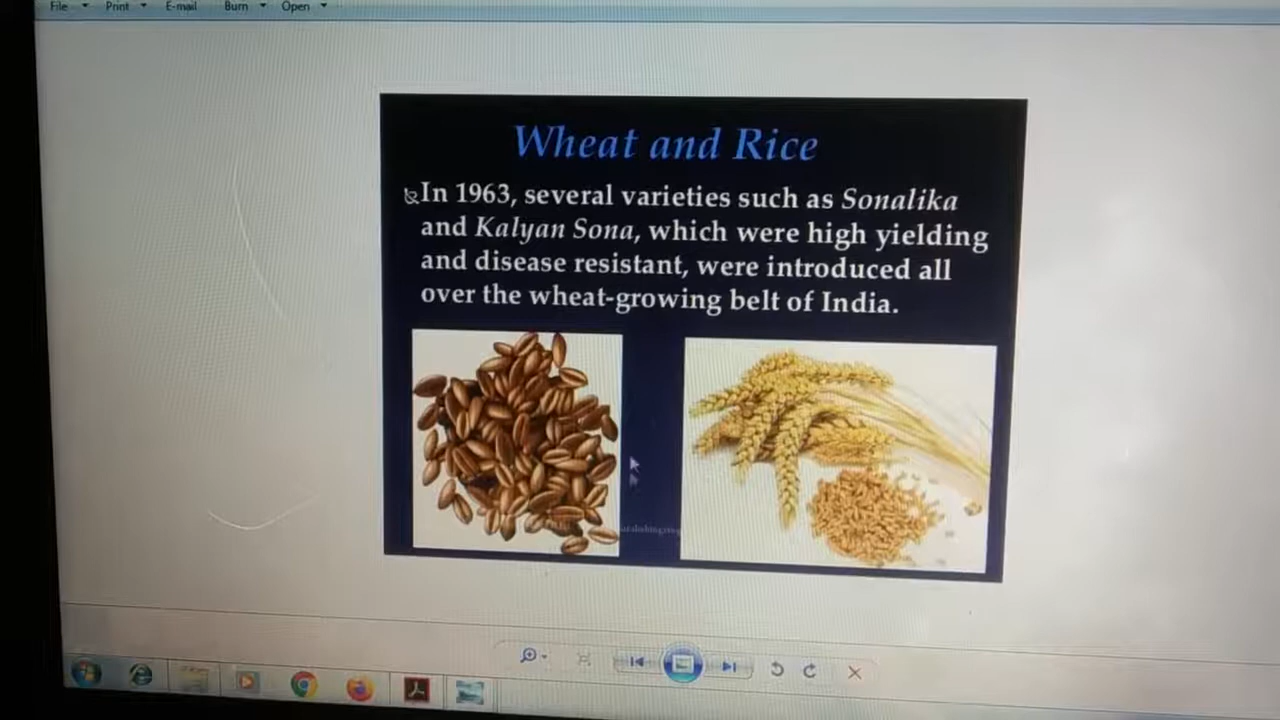 File Print E-mail Burn Open
Wheat and Rice
In 1963, several varieties such as Sonalika
and Kalyan Sona, which were high yielding
and disease resistant, were introduced all
over the wheat-growing belt of India.